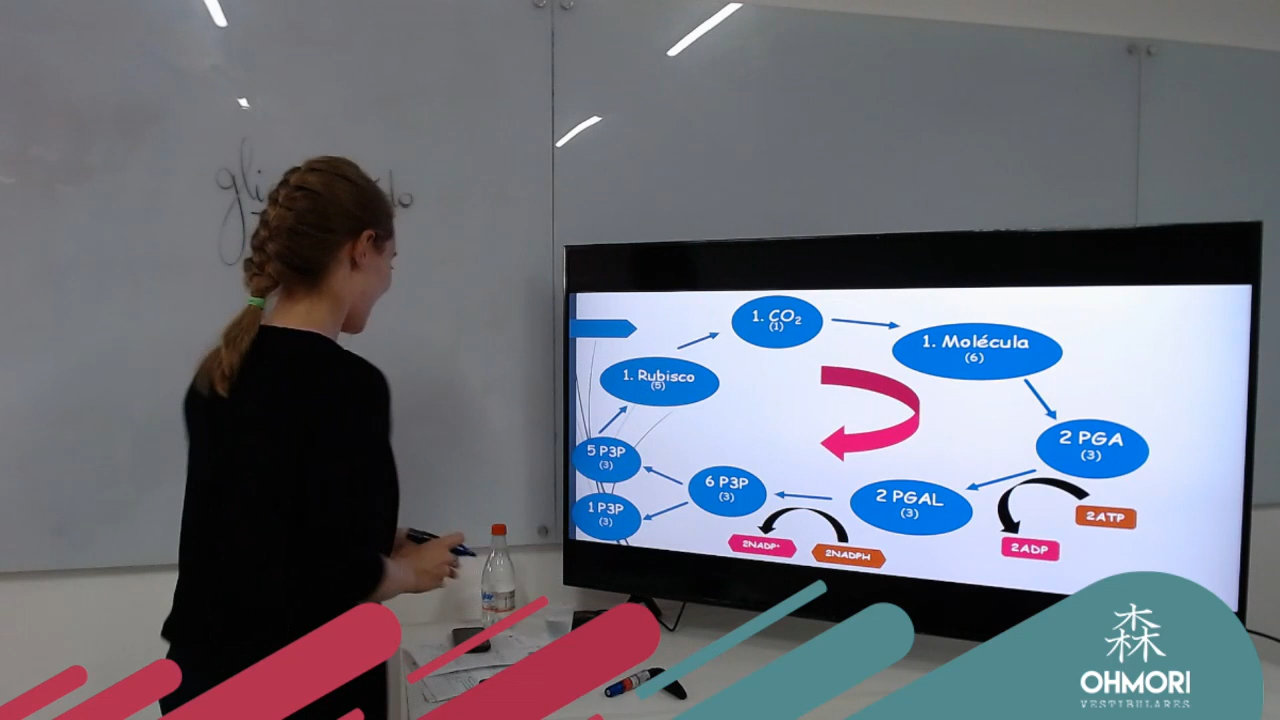 1. CO₂
(1)
1. Molécula
(6)
1. Rubisco
(5)
2 PGA
(3)
5 P3P
(3)
6 P3P
(3)
2 PGAL
(3)
1 P3P
(3)
2ATP
2ADP
2NADP⁺
2NADPH
森
OHMORI
VESTIBULARES